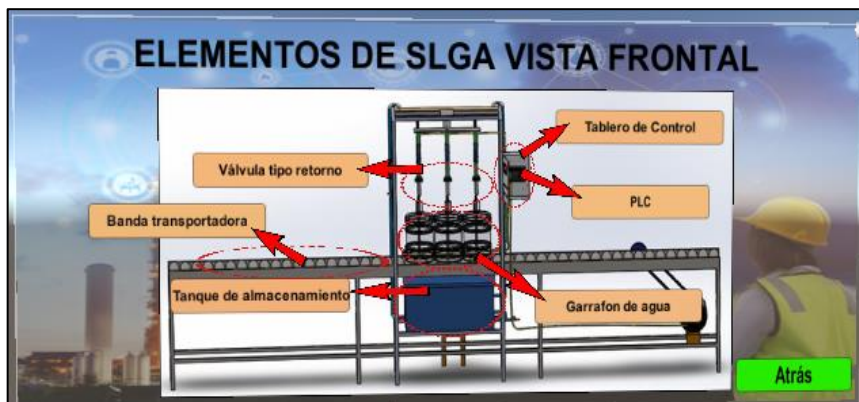 ELEMENTOS DE SLGA VISTA FRONTAL
Tablero de Control
Válvula tipo retorno
PLC
Banda transportadora
Tanque de almacenamiento
Garrafon de agua
Atrás